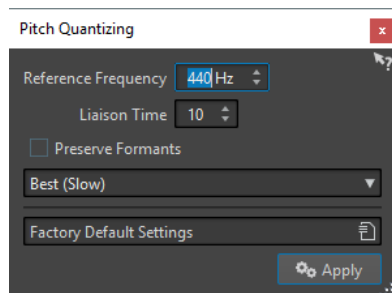 Pitch Quantizing
x
Reference Frequency 440 Hz
Liaison Time 10
Preserve Formants
Best (Slow)
Factory Default Settings
Apply